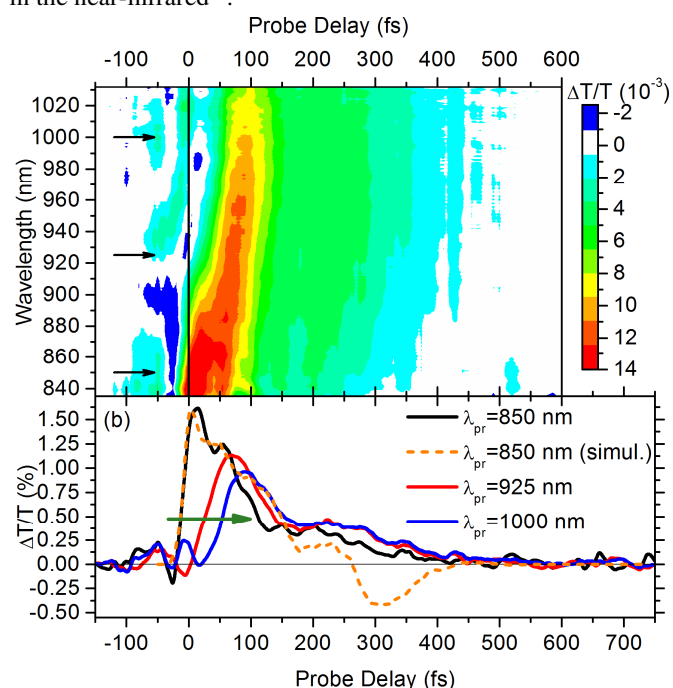 in the near-infrared
Probe Delay (fs)
-100 0 100 200 300 400 500 600
ΔT/T (10⁻³)
Wavelength (nm)
1020
1000
980
960
940
920
900
880
860
840
-2
0
2
4
6
8
10
12
14
(b)
ΔT/T (%)
1.50
1.25
1.00
0.75
0.50
0.25
0.00
-0.25
-0.50
λpr=850 nm
λpr=850 nm (simul.)
λpr=925 nm
λpr=1000 nm
-100 0 100 200 300 400 500 600 700
Probe Delay (fs)